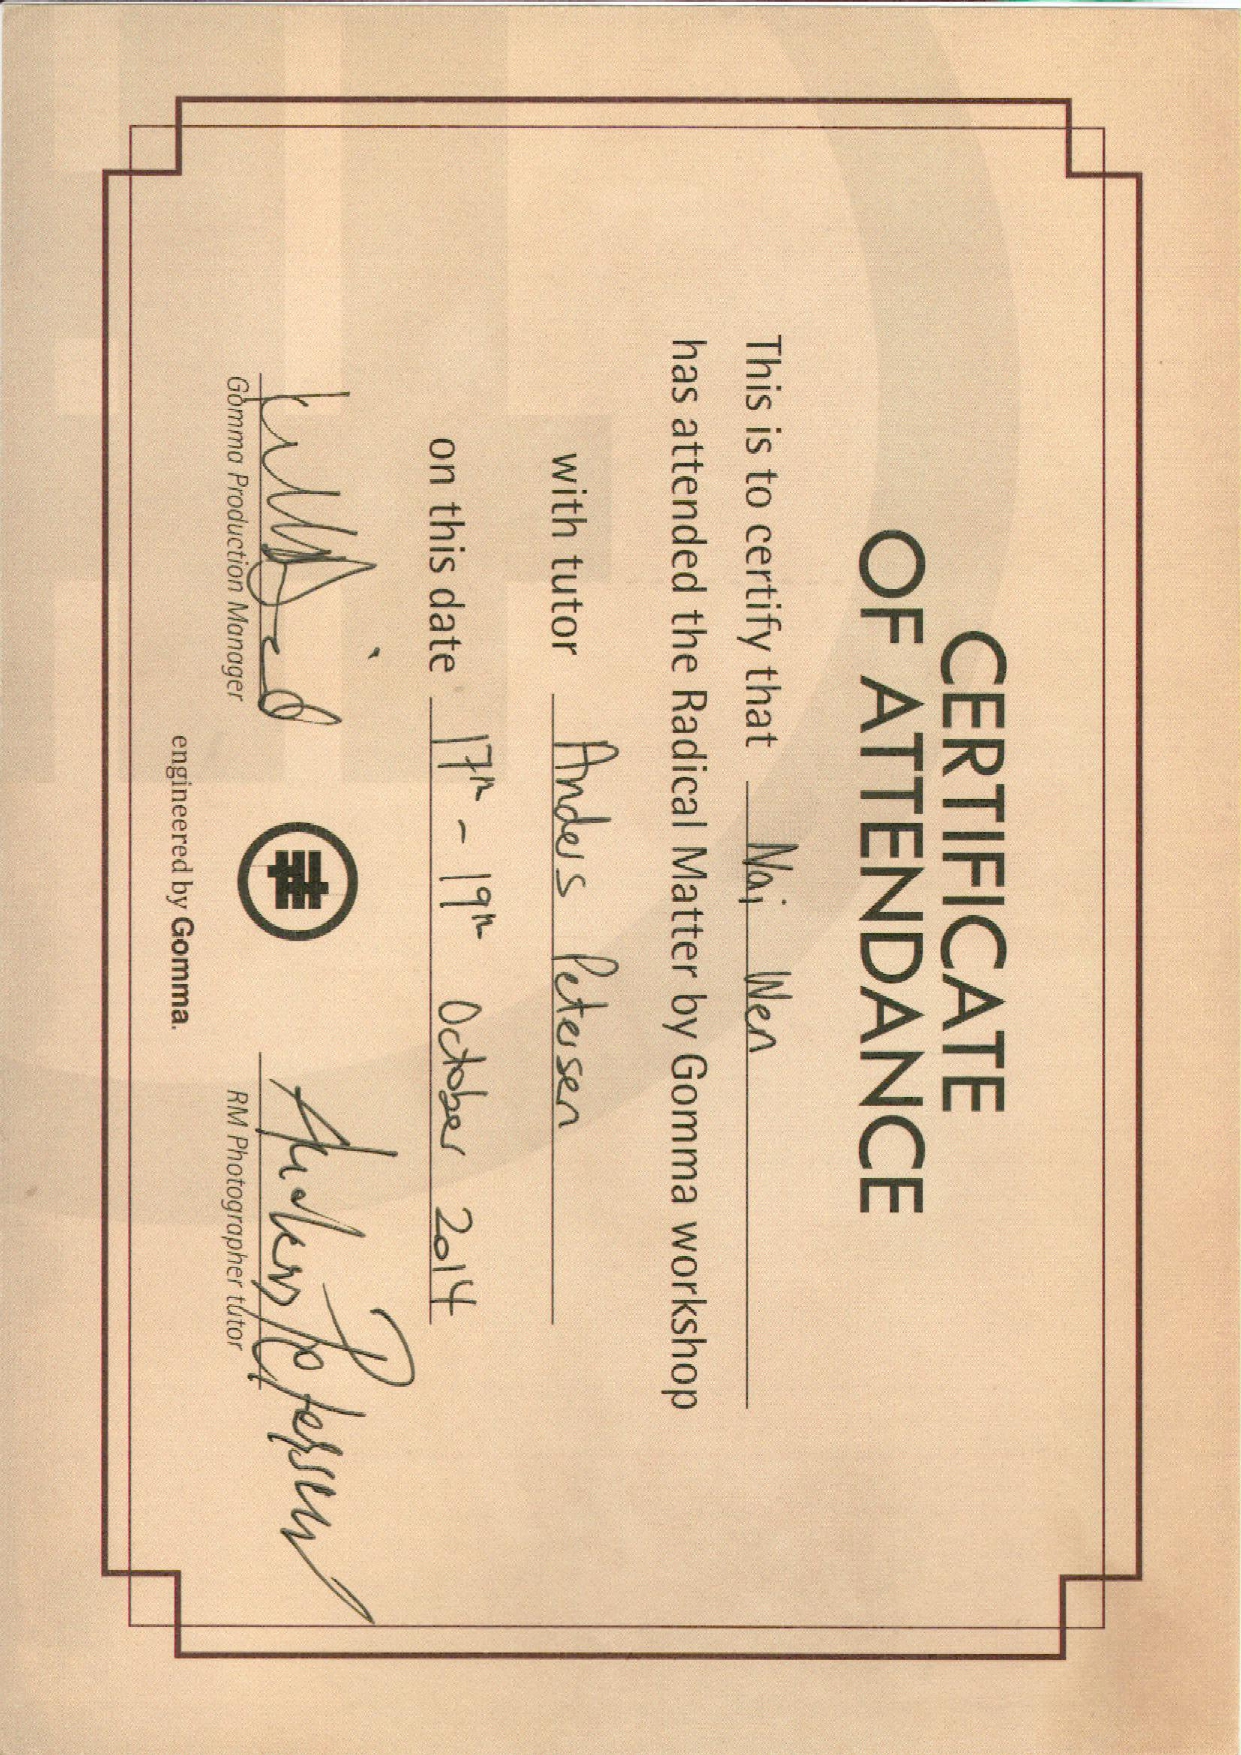 CERTIFICATE
OF ATTENDANCE
This is to certify that Nai Wen
has attended the Radical Matter by Gomma workshop
with tutor Anders Petersen
on this date 17th - 19th October 2014
Anders Petersen
Gomma Production Manager
RM Photographer tutor
engineered by Gomma.